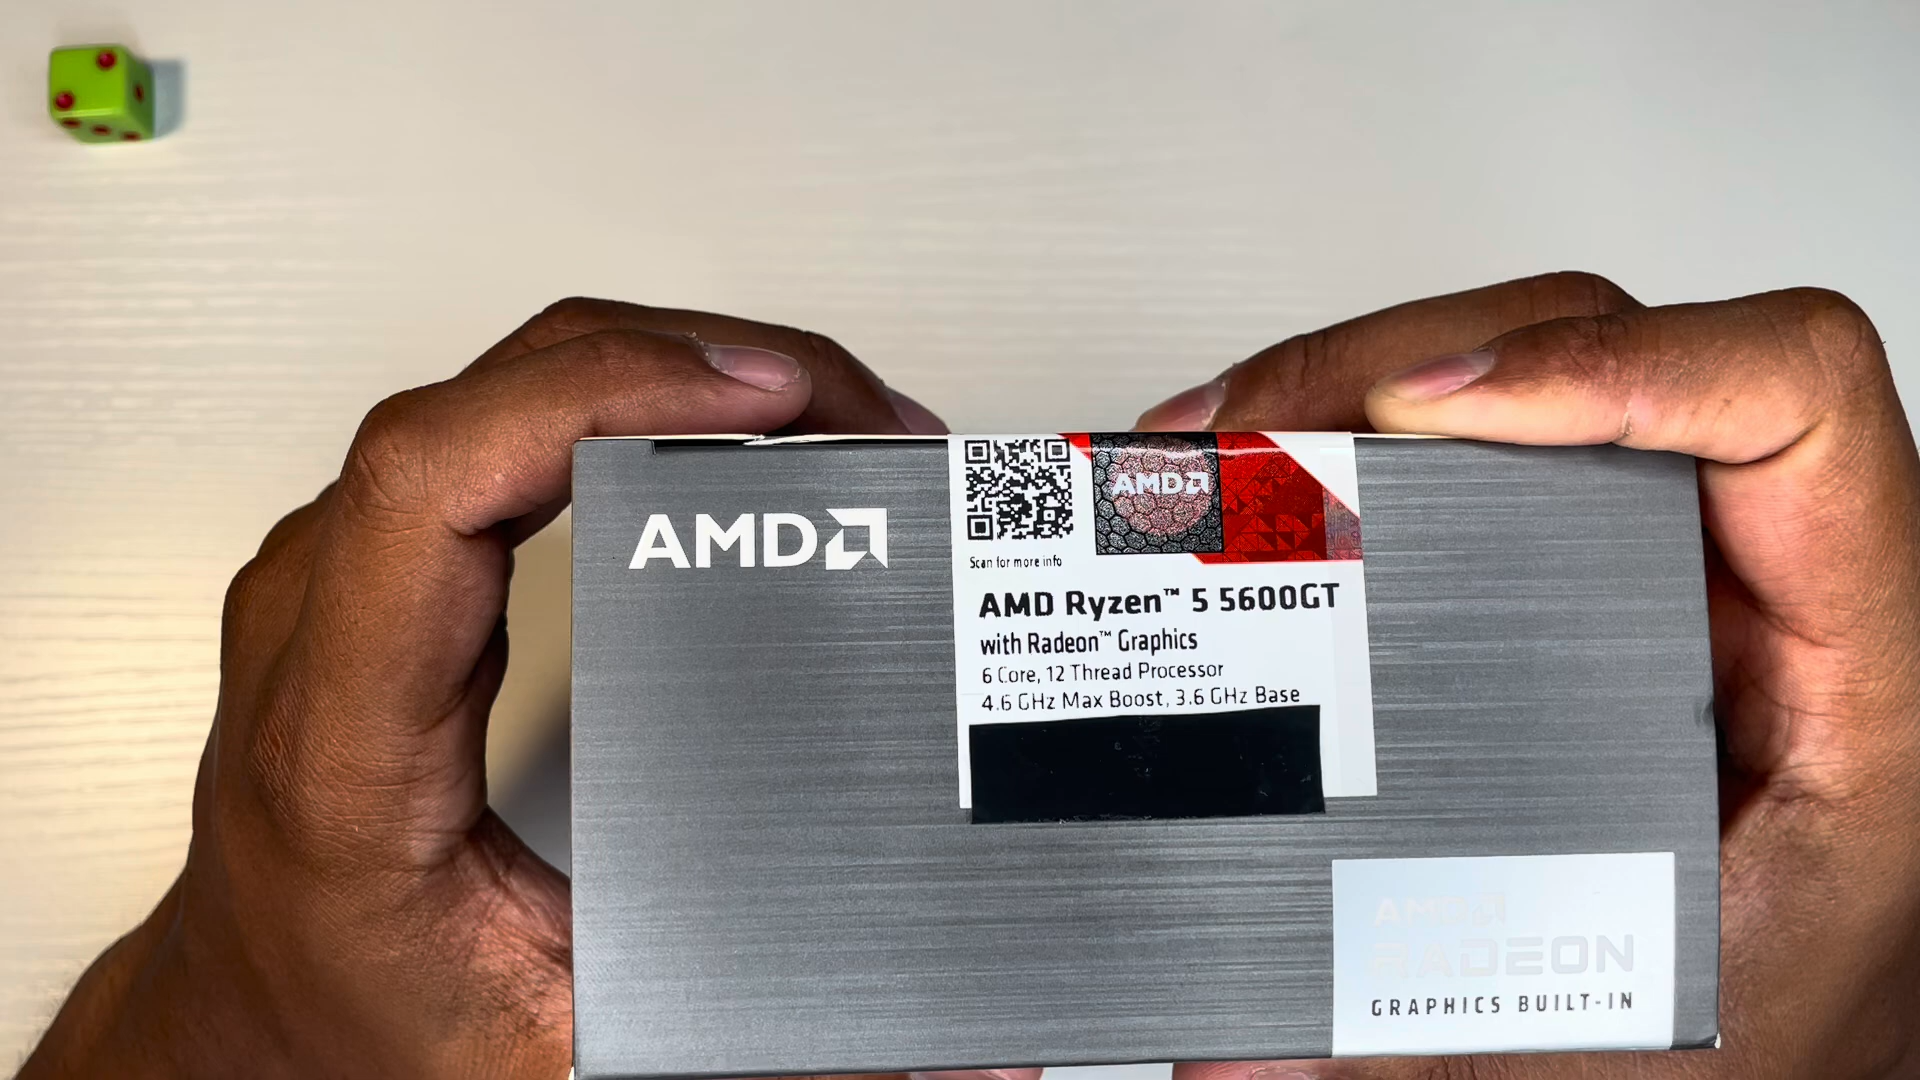 AMD
AMD
Scan for more info
AMD Ryzen™ 5 5600GT
with Radeon™ Graphics
6 Core, 12 Thread Processor
4.6 GHz Max Boost, 3.6 GHz Base
AMD
RADEON
GRAPHICS BUILT-IN